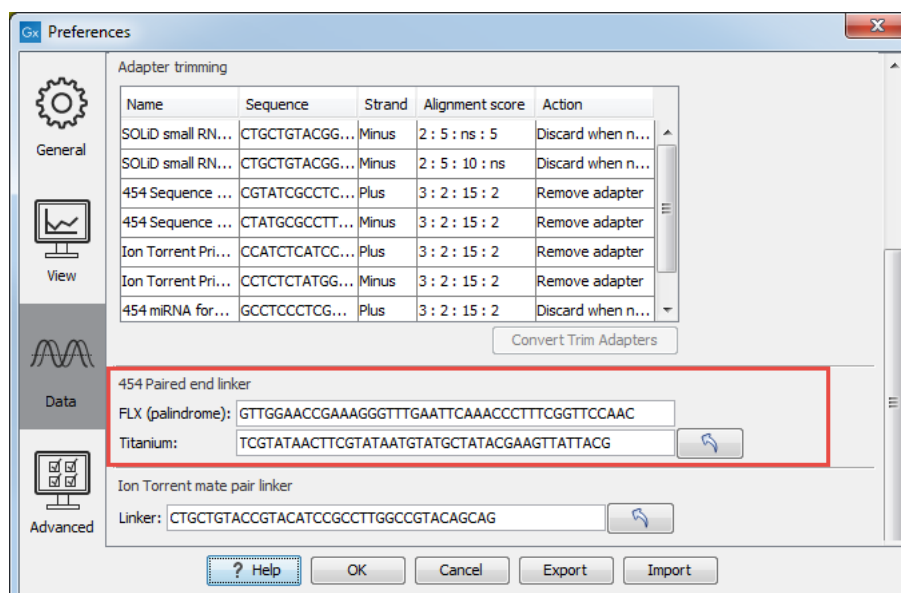 Gx Preferences
Adapter trimming
Name Sequence Strand Alignment score Action
SOLiD small RN... CTGCTGTACGG... Minus 2 : 5 : ns : 5 Discard when n...
SOLiD small RN... CTGCTGTACGG... Minus 2 : 5 : 10 : ns Discard when n...
454 Sequence ... CGTATCGCCTC... Plus 3 : 2 : 15 : 2 Remove adapter
454 Sequence ... CTATGCGCCTT... Minus 3 : 2 : 15 : 2 Remove adapter
Ion Torrent Pri... CCATCTCATCC... Plus 3 : 2 : 15 : 2 Remove adapter
Ion Torrent Pri... CCTCTCTATGG... Minus 3 : 2 : 15 : 2 Remove adapter
454 miRNA for... GCCTCCCTCG... Plus 3 : 2 : 15 : 2 Discard when n...
Convert Trim Adapters
General
View
Data
Advanced
454 Paired end linker
FLX (palindrome): GTTGGAACCGAAAGGGTTTGAATTCAAACCCTTTCGGTTCCAAC
Titanium: TCGTATAACTTCGTATAATGTATGCTATACGAAGTTATTACG
Ion Torrent mate pair linker
Linker: CTGCTGTACCGTACATCCGCCTTGGCCGTACAGCAG
? Help OK Cancel Export Import